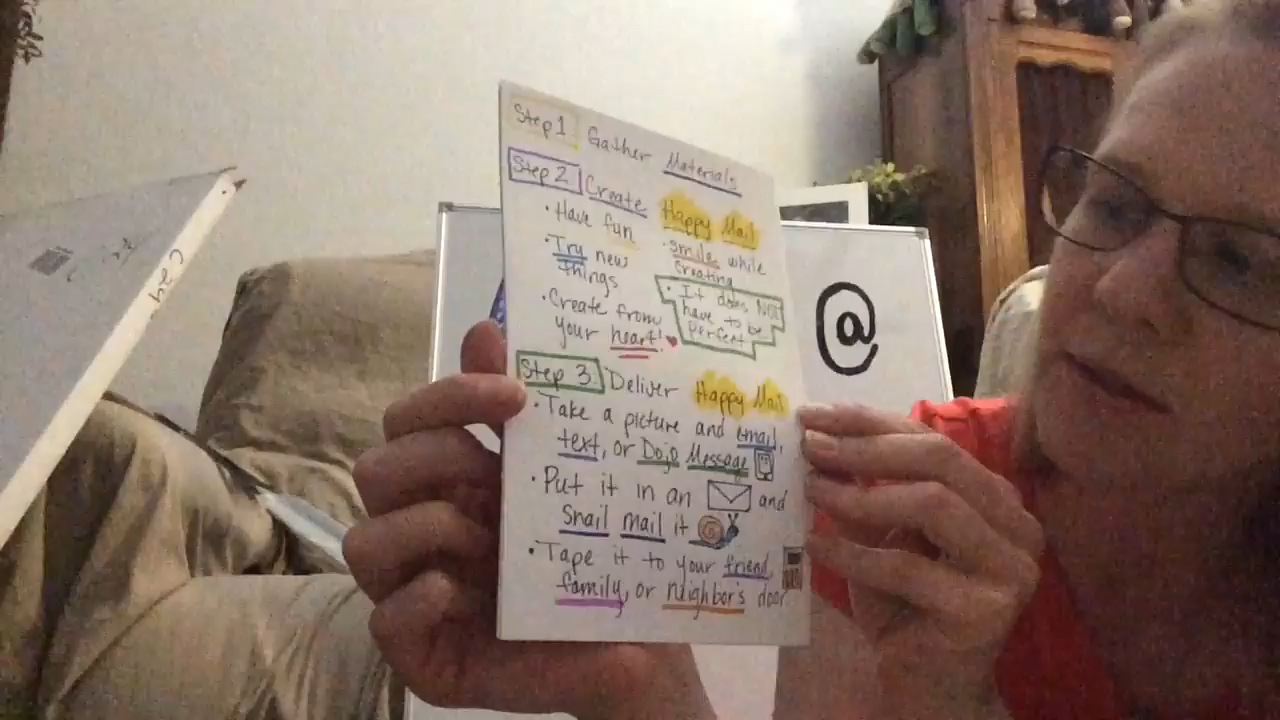 Step 1 Gather Materials
Step 2 Create Happy Mail
• Have fun
• Try new
things
• Create from
your heart!
• smile while
creating
• It does NOT
have to be
perfect
Step 3: Deliver Happy Mail
• Take a picture and email,
text, or Dojo Message
• Put it in an and
Snail mail it
• Tape it to your friend,
family, or neighbor's door
@